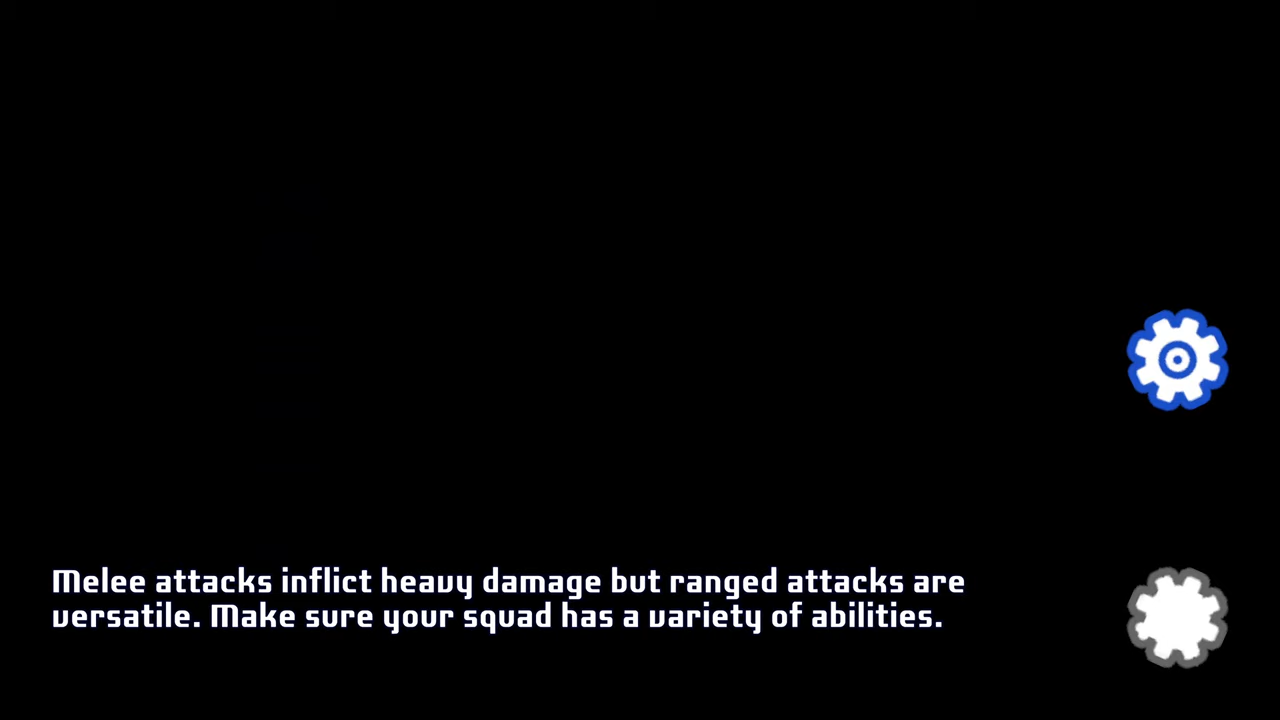 Melee attacks inflict heavy damage but ranged attacks are
versatile. Make sure your squad has a variety of abilities.